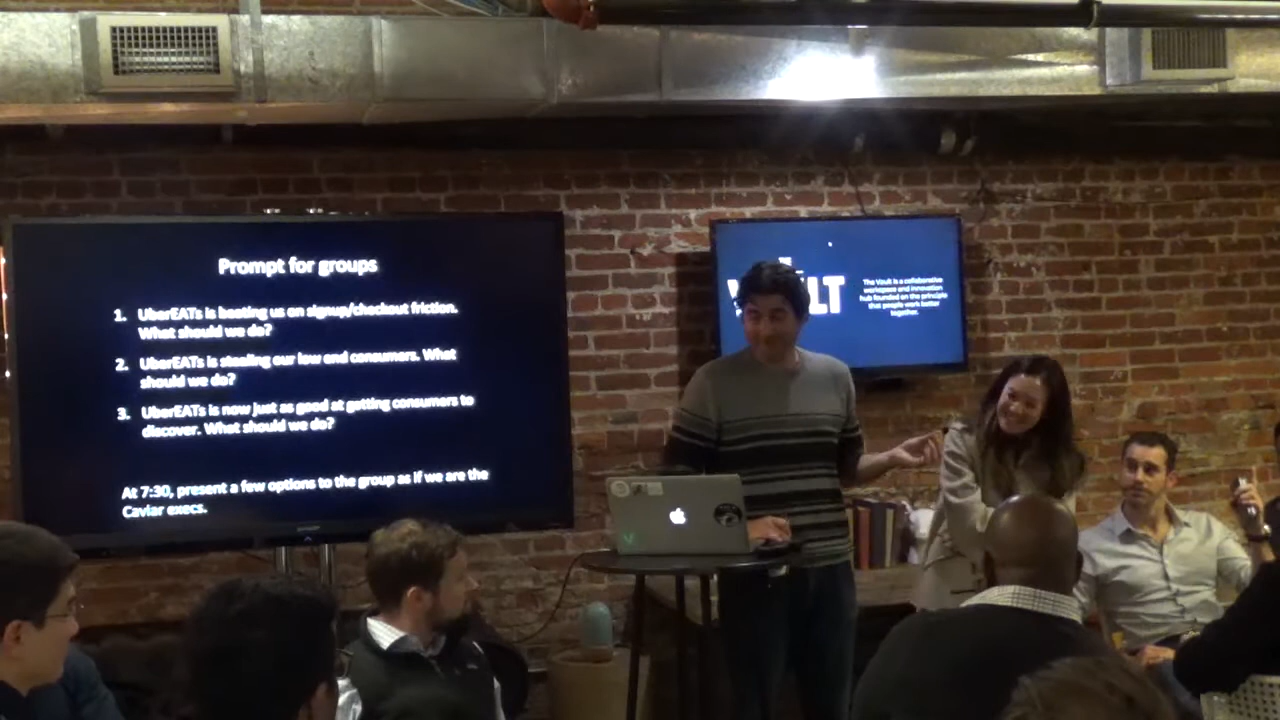 Prompt for groups
1. UberEATs is beating us on signup/checkout friction.
What should we do?
2. UberEATs is stealing our low end consumers. What
should we do?
3. UberEATs is now just as good at getting consumers to
discover. What should we do?
At 7:30, present a few options to the group as if we are the
Caviar execs.
The Vault is a collaborative
workspace and innovation
hub founded on the principle
that people work better
together.